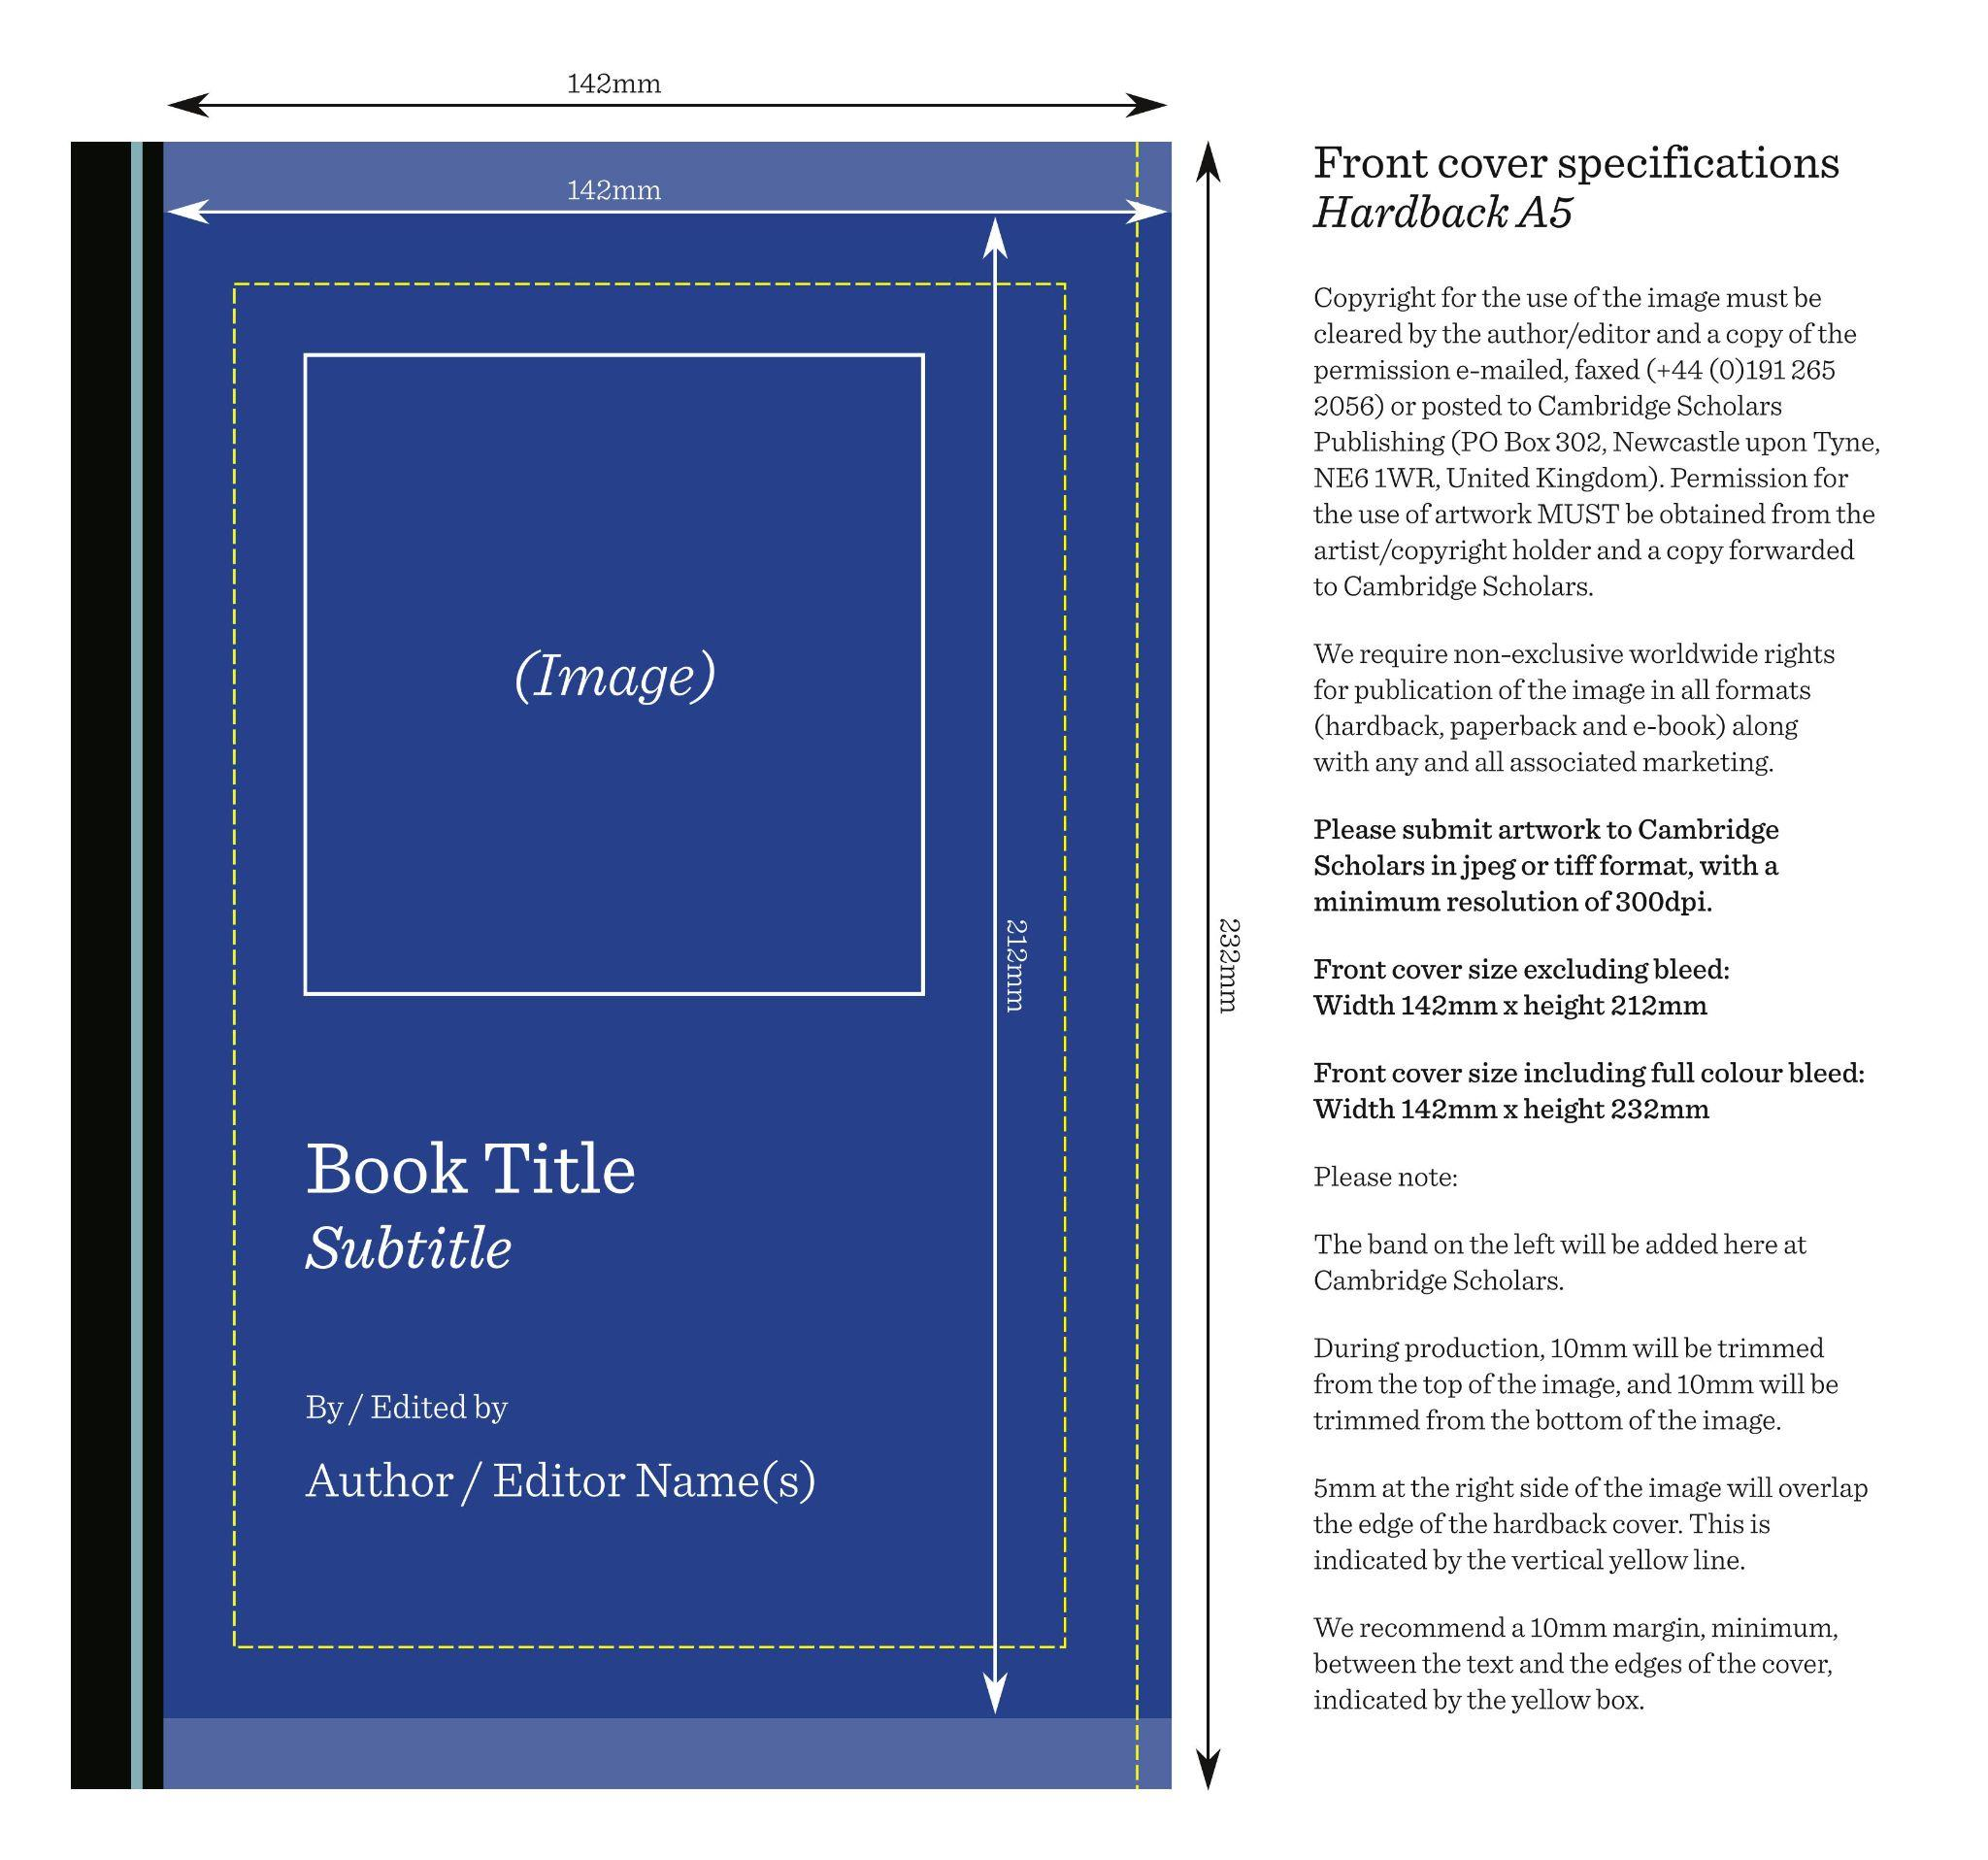 142mm
142mm
(Image)
212mm
232mm
Book Title
Subtitle
By / Edited by
Author / Editor Name(s)
Front cover specifications
Hardback A5
Copyright for the use of the image must be
cleared by the author/editor and a copy of the
permission e-mailed, faxed (+44 (0)191 265
2056) or posted to Cambridge Scholars
Publishing (PO Box 302, Newcastle upon Tyne,
NE6 1WR, United Kingdom). Permission for
the use of artwork MUST be obtained from the
artist/copyright holder and a copy forwarded
to Cambridge Scholars.
We require non-exclusive worldwide rights
for publication of the image in all formats
(hardback, paperback and e-book) along
with any and all associated marketing.
Please submit artwork to Cambridge
Scholars in jpeg or tiff format, with a
minimum resolution of 300dpi.
Front cover size excluding bleed:
Width 142mm x height 212mm
Front cover size including full colour bleed:
Width 142mm x height 232mm
Please note:
The band on the left will be added here at
Cambridge Scholars.
During production, 10mm will be trimmed
from the top of the image, and 10mm will be
trimmed from the bottom of the image.
5mm at the right side of the image will overlap
the edge of the hardback cover. This is
indicated by the vertical yellow line.
We recommend a 10mm margin, minimum,
between the text and the edges of the cover,
indicated by the yellow box.